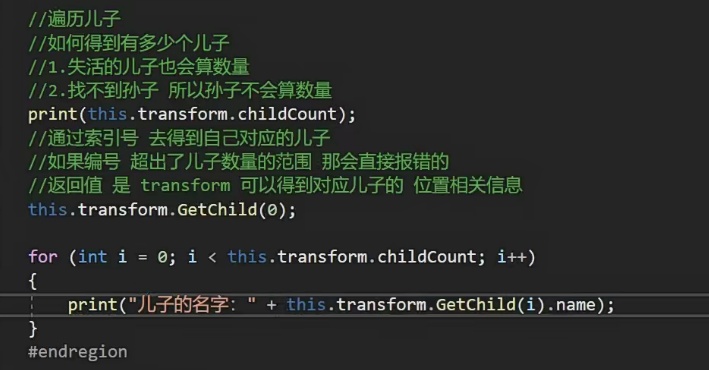 //遍历儿子
//如何得到有多少个儿子
//1.失活的儿子也会算数量
//2.找不到孙子 所以孙子不会算数量
print(this.transform.childCount);
//通过索引号 去得到自己对应的儿子
//如果编号 超出了儿子数量的范围 那会直接报错的
//返回值 是 transform 可以得到对应儿子的 位置相关信息
this.transform.GetChild(0);
for (int i = 0; i < this.transform.childCount; i++)
{
print("儿子的名字：" + this.transform.GetChild(i).name);
}
#endregion